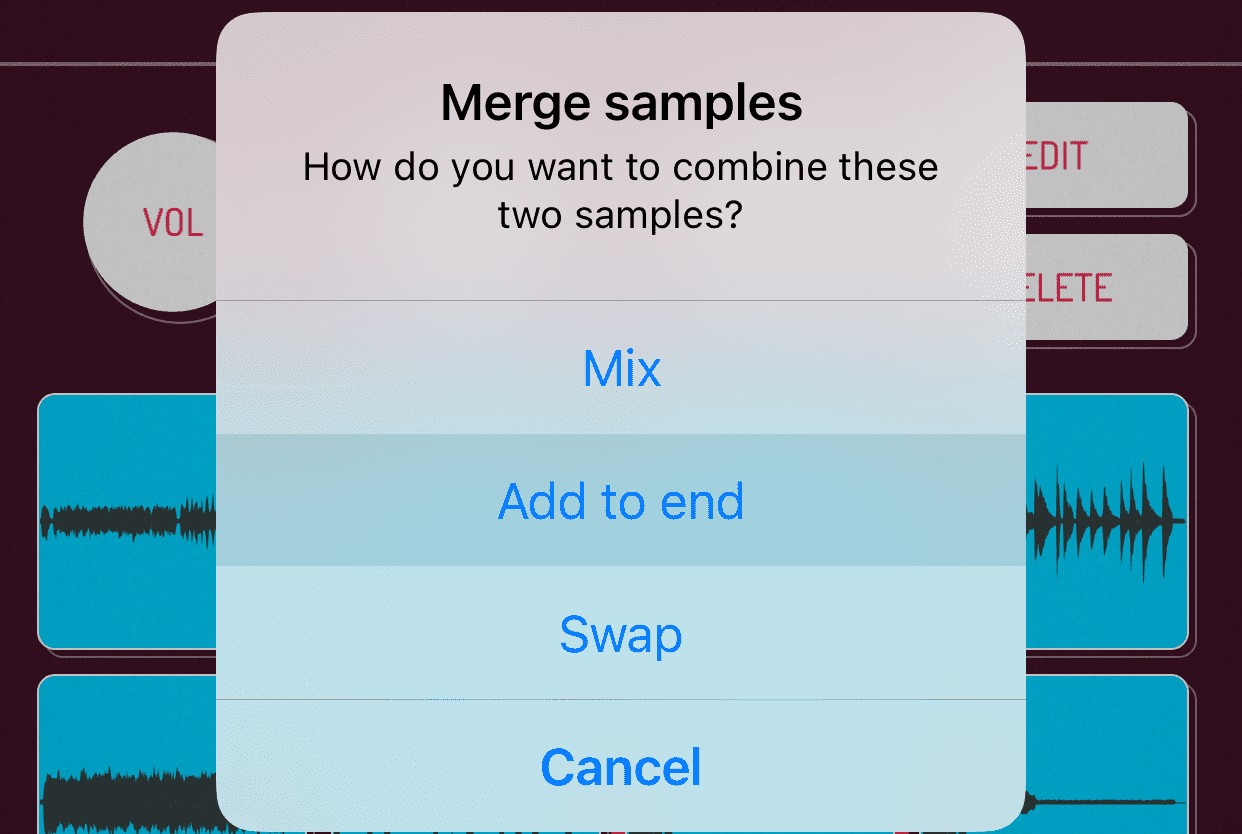 Merge samples
How do you want to combine these
two samples?
VOL
EDIT
ELETE
Mix
Add to end
Swap
Cancel